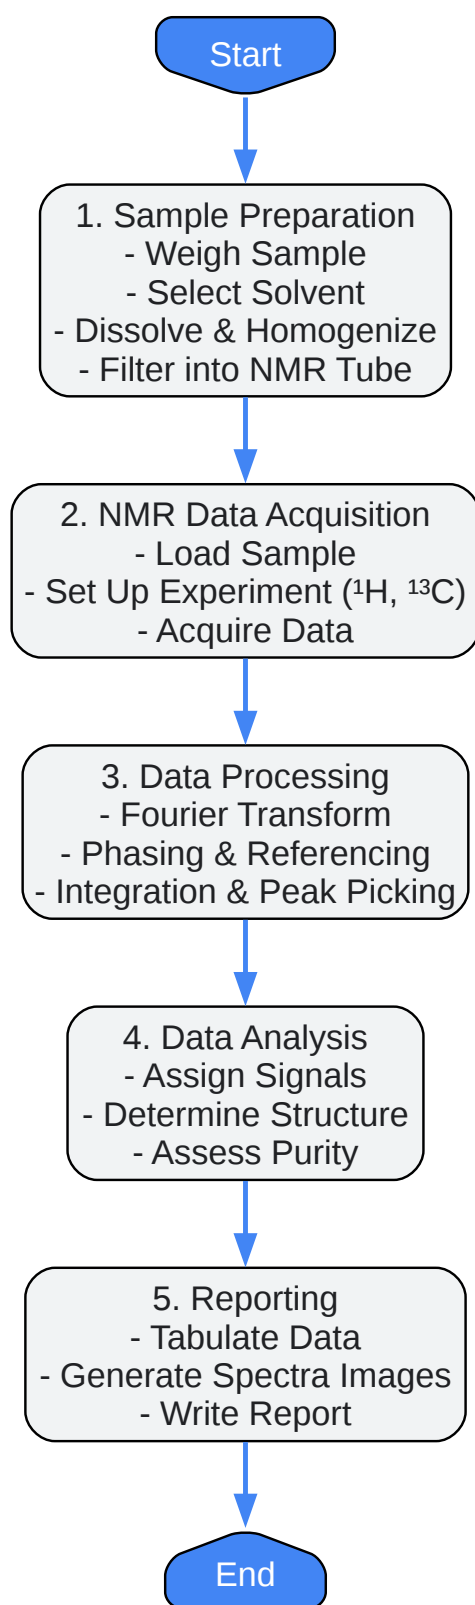 Start
1. Sample Preparation
- Weigh Sample
- Select Solvent
- Dissolve & Homogenize
- Filter into NMR Tube
2. NMR Data Acquisition
- Load Sample
- Set Up Experiment (¹H, ¹³C)
- Acquire Data
3. Data Processing
- Fourier Transform
- Phasing & Referencing
- Integration & Peak Picking
4. Data Analysis
- Assign Signals
- Determine Structure
- Assess Purity
5. Reporting
- Tabulate Data
- Generate Spectra Images
- Write Report
End